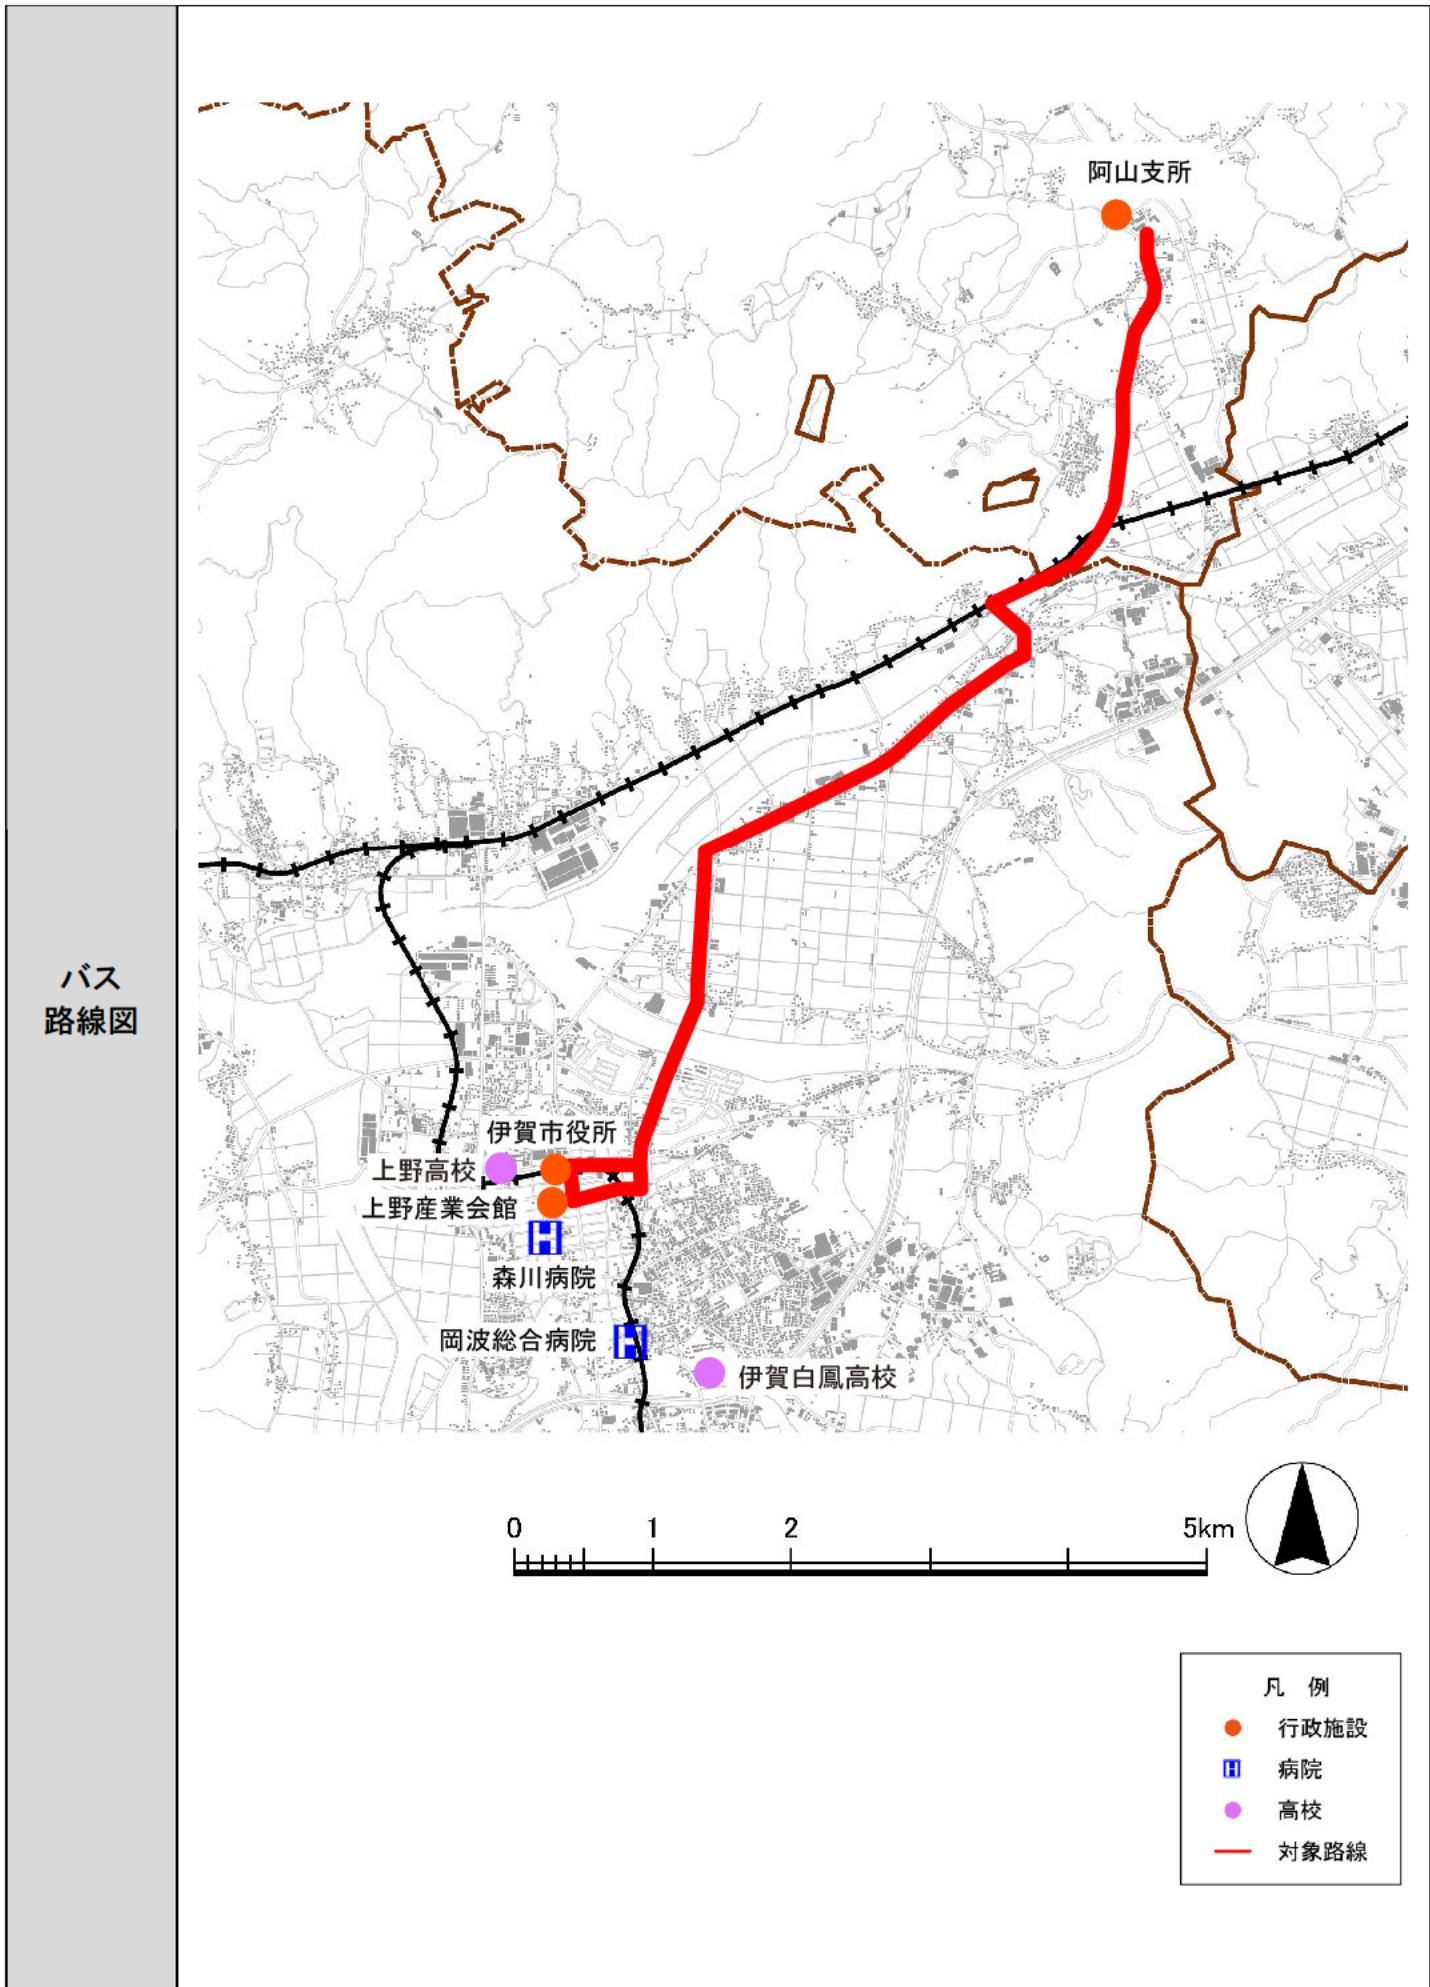 バス
路線図
阿山支所
伊賀市役所
上野高校
上野産業会館
森川病院
岡波総合病院
伊賀白鳳高校
0 1 2 5km
凡 例
行政施設
H 病院
高校
対象路線